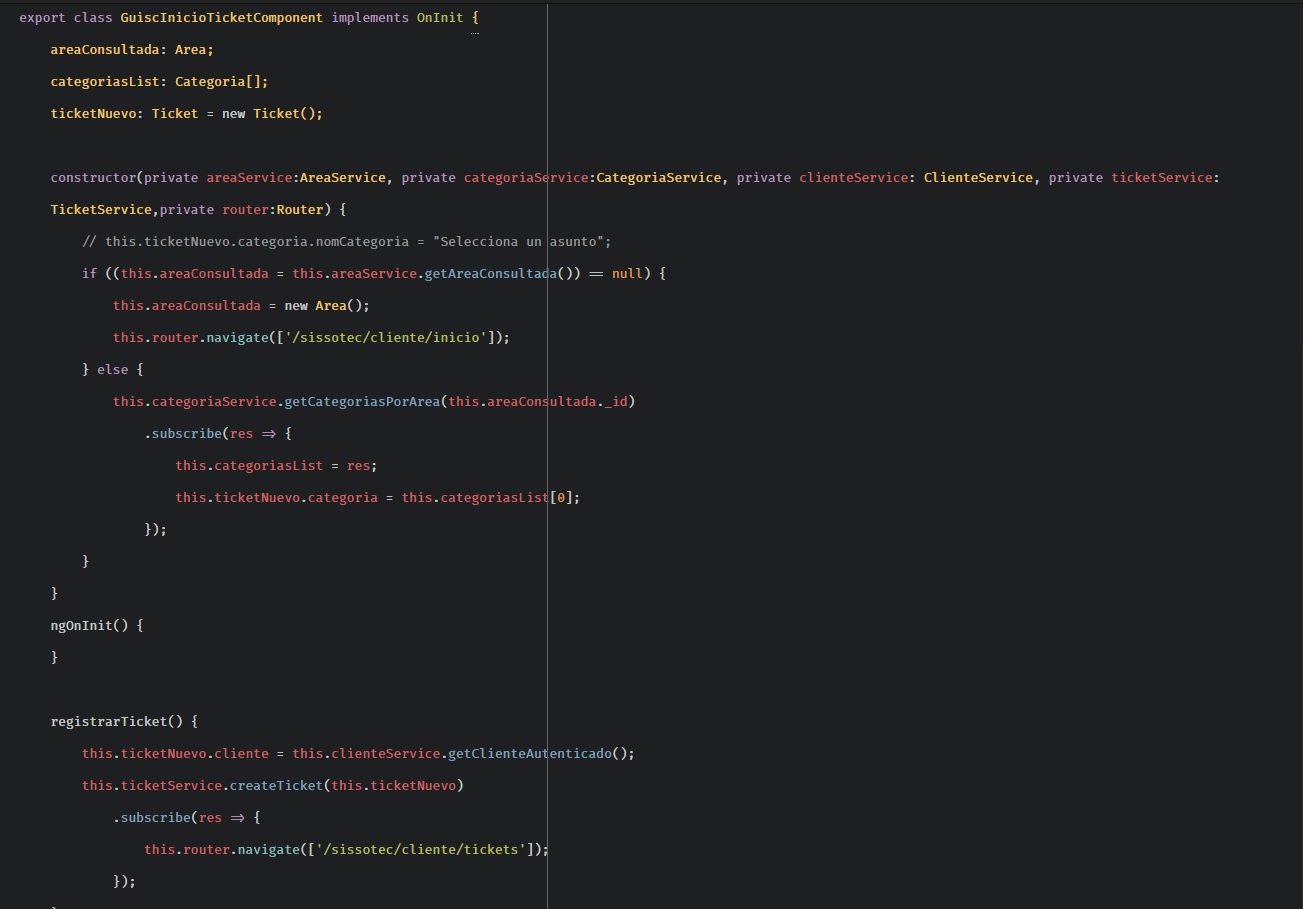 export class GuiscInicioTicketComponent implements OnInit {
areaConsultada: Area;
categoriasList: Categoria[];
ticketNuevo: Ticket = new Ticket();
constructor(private areaService:AreaService, private categoriaService:CategoriaService, private clienteService: ClienteService, private ticketService:
TicketService,private router:Router) {
// this.ticketNuevo.categoria.nomCategoria = "Selecciona un asunto";
if ((this.areaConsultada = this.areaService.getAreaConsultada()) == null) {
this.areaConsultada = new Area();
this.router.navigate(['/sissotec/cliente/inicio']);
} else {
this.categoriaService.getCategoriasPorArea(this.areaConsultada._id)
.subscribe(res => {
this.categoriasList = res;
this.ticketNuevo.categoria = this.categoriasList[0];
});
}
}
ngOnInit() {
}
registrarTicket() {
this.ticketNuevo.cliente = this.clienteService.getClienteAutenticado();
this.ticketService.createTicket(this.ticketNuevo)
.subscribe(res => {
this.router.navigate(['/sissotec/cliente/tickets']);
});